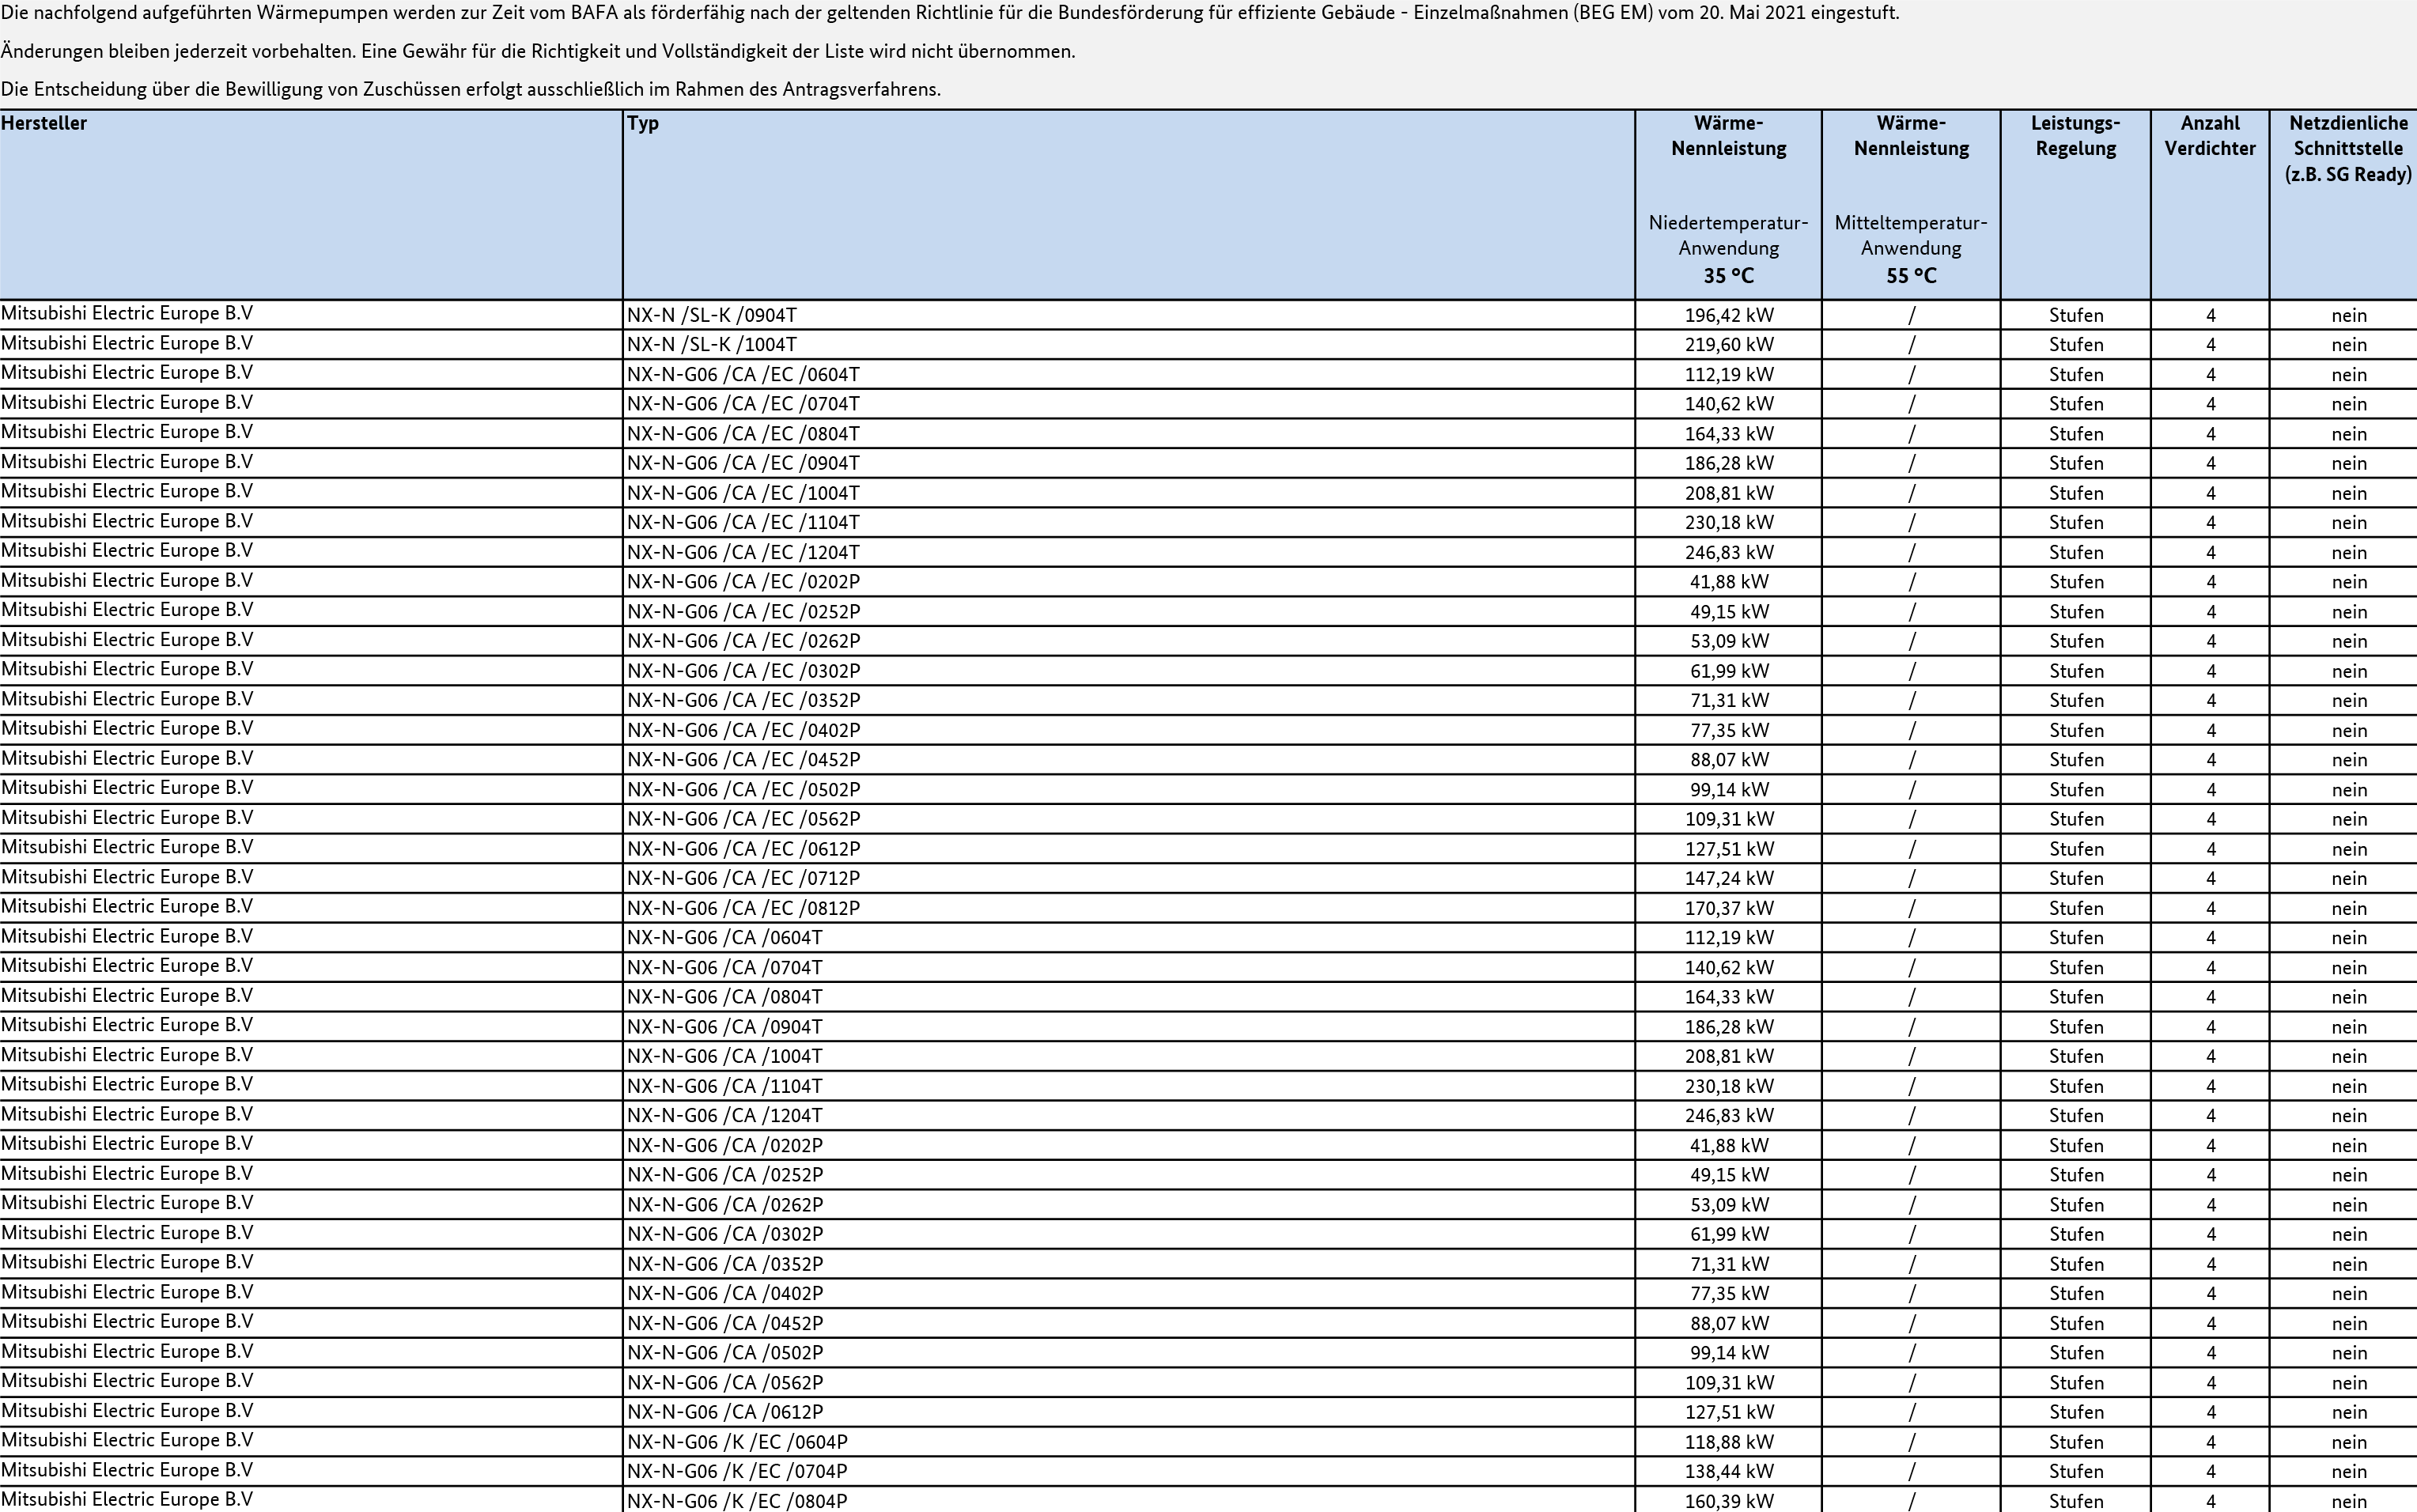 Die nachfolgend aufgeführten Wärmepumpen werden zur Zeit vom BAFA als förderfähig nach der geltenden Richtlinie für die Bundesförderung für effiziente Gebäude - Einzelmaßnahmen (BEG EM) vom 20. Mai 2021 eingestuft.
Änderungen bleiben jederzeit vorbehalten. Eine Gewähr für die Richtigkeit und Vollständigkeit der Liste wird nicht übernommen.
Die Entscheidung über die Bewilligung von Zuschüssen erfolgt ausschließlich im Rahmen des Antragsverfahrens.
Hersteller Typ Wärme- Wärme- Leistungs- Anzahl Netzdienliche
Nennleistung Nennleistung Regelung Verdichter Schnittstelle
(z.B. SG Ready)
Niedertemperatur- Mitteltemperatur-
Anwendung Anwendung
35 °C 55 °C
Mitsubishi Electric Europe B.V NX-N /SL-K /0904T 196,42 kW / Stufen 4 nein
Mitsubishi Electric Europe B.V NX-N /SL-K /1004T 219,60 kW / Stufen 4 nein
Mitsubishi Electric Europe B.V NX-N-G06 /CA /EC /0604T 112,19 kW / Stufen 4 nein
Mitsubishi Electric Europe B.V NX-N-G06 /CA /EC /0704T 140,62 kW / Stufen 4 nein
Mitsubishi Electric Europe B.V NX-N-G06 /CA /EC /0804T 164,33 kW / Stufen 4 nein
Mitsubishi Electric Europe B.V NX-N-G06 /CA /EC /0904T 186,28 kW / Stufen 4 nein
Mitsubishi Electric Europe B.V NX-N-G06 /CA /EC /1004T 208,81 kW / Stufen 4 nein
Mitsubishi Electric Europe B.V NX-N-G06 /CA /EC /1104T 230,18 kW / Stufen 4 nein
Mitsubishi Electric Europe B.V NX-N-G06 /CA /EC /1204T 246,83 kW / Stufen 4 nein
Mitsubishi Electric Europe B.V NX-N-G06 /CA /EC /0202P 41,88 kW / Stufen 4 nein
Mitsubishi Electric Europe B.V NX-N-G06 /CA /EC /0252P 49,15 kW / Stufen 4 nein
Mitsubishi Electric Europe B.V NX-N-G06 /CA /EC /0262P 53,09 kW / Stufen 4 nein
Mitsubishi Electric Europe B.V NX-N-G06 /CA /EC /0302P 61,99 kW / Stufen 4 nein
Mitsubishi Electric Europe B.V NX-N-G06 /CA /EC /0352P 71,31 kW / Stufen 4 nein
Mitsubishi Electric Europe B.V NX-N-G06 /CA /EC /0402P 77,35 kW / Stufen 4 nein
Mitsubishi Electric Europe B.V NX-N-G06 /CA /EC /0452P 88,07 kW / Stufen 4 nein
Mitsubishi Electric Europe B.V NX-N-G06 /CA /EC /0502P 99,14 kW / Stufen 4 nein
Mitsubishi Electric Europe B.V NX-N-G06 /CA /EC /0562P 109,31 kW / Stufen 4 nein
Mitsubishi Electric Europe B.V NX-N-G06 /CA /EC /0612P 127,51 kW / Stufen 4 nein
Mitsubishi Electric Europe B.V NX-N-G06 /CA /EC /0712P 147,24 kW / Stufen 4 nein
Mitsubishi Electric Europe B.V NX-N-G06 /CA /EC /0812P 170,37 kW / Stufen 4 nein
Mitsubishi Electric Europe B.V NX-N-G06 /CA /0604T 112,19 kW / Stufen 4 nein
Mitsubishi Electric Europe B.V NX-N-G06 /CA /0704T 140,62 kW / Stufen 4 nein
Mitsubishi Electric Europe B.V NX-N-G06 /CA /0804T 164,33 kW / Stufen 4 nein
Mitsubishi Electric Europe B.V NX-N-G06 /CA /0904T 186,28 kW / Stufen 4 nein
Mitsubishi Electric Europe B.V NX-N-G06 /CA /1004T 208,81 kW / Stufen 4 nein
Mitsubishi Electric Europe B.V NX-N-G06 /CA /1104T 230,18 kW / Stufen 4 nein
Mitsubishi Electric Europe B.V NX-N-G06 /CA /1204T 246,83 kW / Stufen 4 nein
Mitsubishi Electric Europe B.V NX-N-G06 /CA /0202P 41,88 kW / Stufen 4 nein
Mitsubishi Electric Europe B.V NX-N-G06 /CA /0252P 49,15 kW / Stufen 4 nein
Mitsubishi Electric Europe B.V NX-N-G06 /CA /0262P 53,09 kW / Stufen 4 nein
Mitsubishi Electric Europe B.V NX-N-G06 /CA /0302P 61,99 kW / Stufen 4 nein
Mitsubishi Electric Europe B.V NX-N-G06 /CA /0352P 71,31 kW / Stufen 4 nein
Mitsubishi Electric Europe B.V NX-N-G06 /CA /0402P 77,35 kW / Stufen 4 nein
Mitsubishi Electric Europe B.V NX-N-G06 /CA /0452P 88,07 kW / Stufen 4 nein
Mitsubishi Electric Europe B.V NX-N-G06 /CA /0502P 99,14 kW / Stufen 4 nein
Mitsubishi Electric Europe B.V NX-N-G06 /CA /0562P 109,31 kW / Stufen 4 nein
Mitsubishi Electric Europe B.V NX-N-G06 /CA /0612P 127,51 kW / Stufen 4 nein
Mitsubishi Electric Europe B.V NX-N-G06 /K /EC /0604P 118,88 kW / Stufen 4 nein
Mitsubishi Electric Europe B.V NX-N-G06 /K /EC /0704P 138,44 kW / Stufen 4 nein
Mitsubishi Electric Europe B.V NX-N-G06 /K /EC /0804P 160,39 kW / Stufen 4 nein